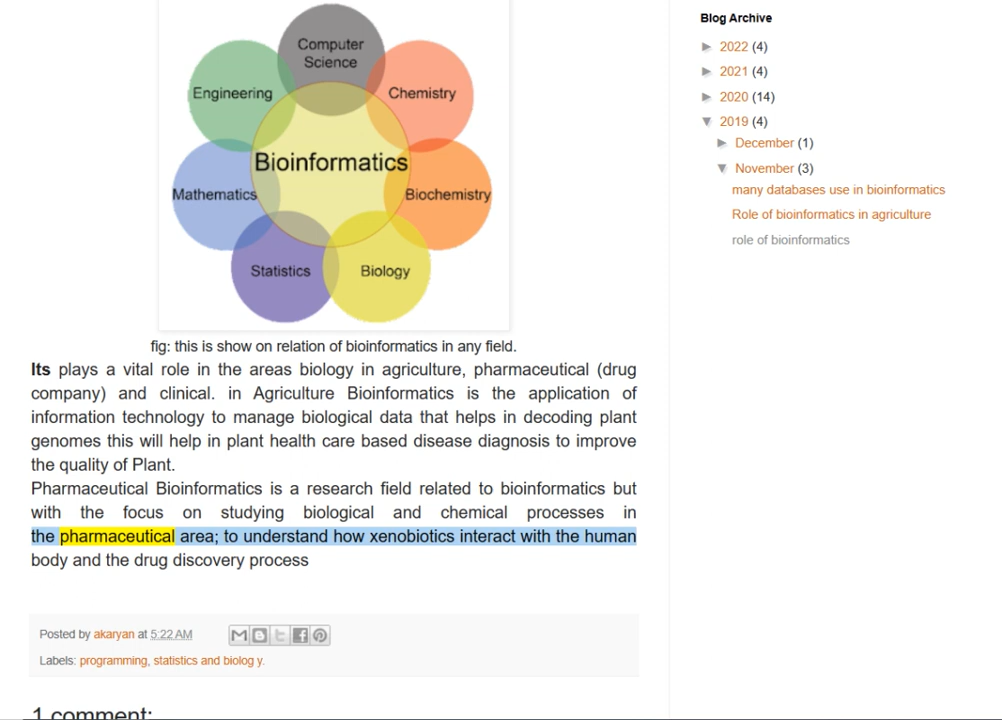 Computer
Science
Engineering
Chemistry
Bioinformatics
Mathematics
Biochemistry
Statistics
Biology
fig: this is show on relation of bioinformatics in any field.
Its plays a vital role in the areas biology in agriculture, pharmaceutical (drug
company) and clinical. in Agriculture Bioinformatics is the application of
information technology to manage biological data that helps in decoding plant
genomes this will help in plant health care based disease diagnosis to improve
the quality of Plant.
Pharmaceutical Bioinformatics is a research field related to bioinformatics but
with the focus on studying biological and chemical processes in
the pharmaceutical area; to understand how xenobiotics interact with the human
body and the drug discovery process
Posted by akaryan at 5:22 AM
Labels: programming, statistics and biolog y.
1 comment:
Blog Archive
► 2022 (4)
► 2021 (4)
► 2020 (14)
▼ 2019 (4)
► December (1)
▼ November (3)
many databases use in bioinformatics
Role of bioinformatics in agriculture
role of bioinformatics